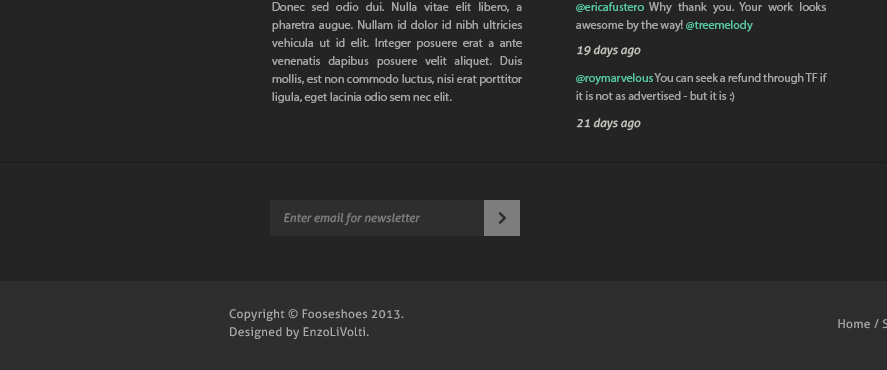 Donec sed odio dui. Nulla vitae elit libero, a
pharetra augue. Nullam id dolor id nibh ultricies
vehicula ut id elit. Integer posuere erat a ante
venenatis dapibus posuere velit aliquet. Duis
mollis, est non commodo luctus, nisi erat porttitor
ligula, eget lacinia odio sem nec elit.
@ericafustero Why thank you. Your work looks
awesome by the way! @treemelody
19 days ago
@roymarvelous You can seek a refund through TF if
it is not as advertised - but it is :)
21 days ago
Enter email for newsletter
Copyright © Fooseshoes 2013.
Designed by EnzoLiVolti.
Home /